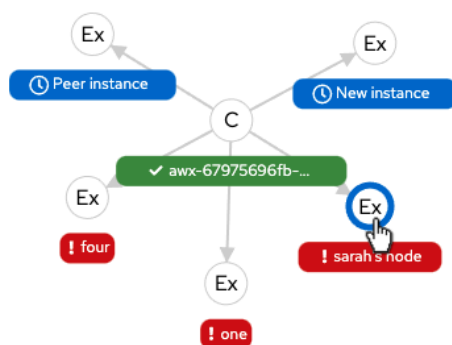 Ex
Ex
Peer instance
New instance
C
awx-67975696fb-...
Ex
Ex
! four
! sarah's node
Ex
! one